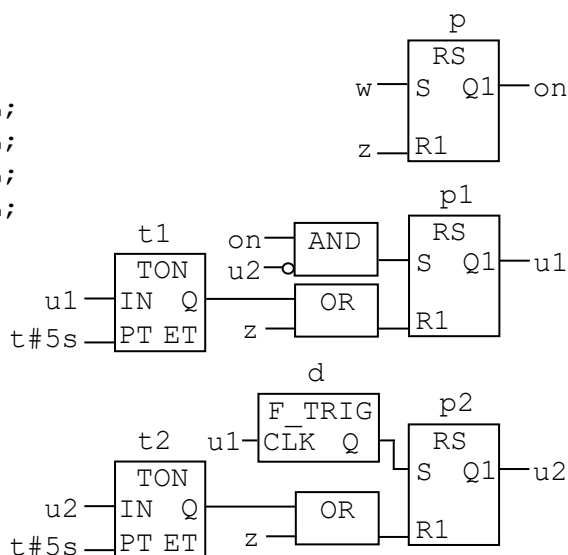 p
RS
w S Q1 on
z R1
;
;
;
;
p1
t1 on AND RS
TON u2 S Q1 u1
u1 IN Q OR
t#5s PT ET z R1
d
F_TRIG p2
t2 u1 CLK Q RS
TON S Q1 u2
u2 IN Q OR
t#5s PT ET z R1